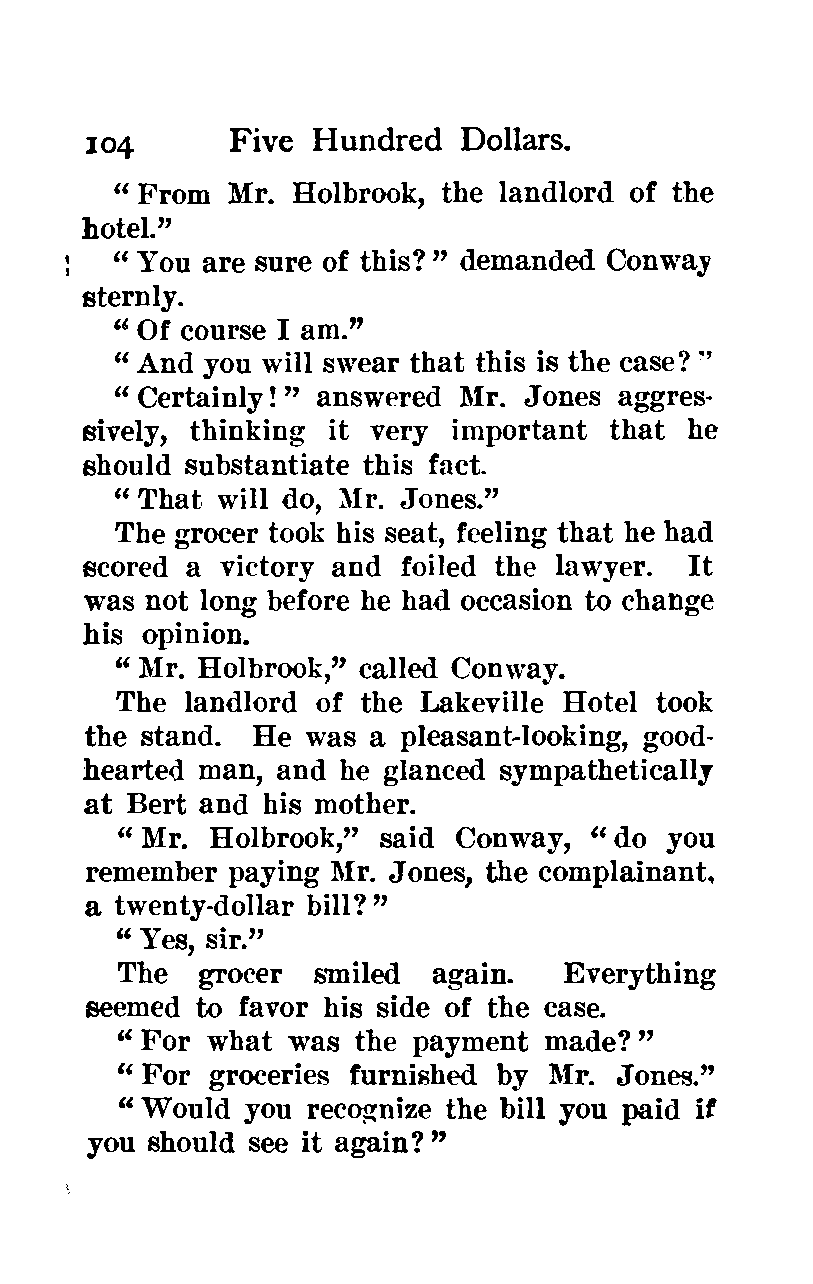 104 Five Hundred Dollars.
“ From Mr. Holbrook, the landlord of the
hotel.”
“ You are sure of this? ” demanded Conway
sternly.
“ Of course I am.”
“ And you will swear that this is the case? ”
“ Certainly! ” answered Mr. Jones aggres-
sively, thinking it very important that he
should substantiate this fact.
“ That will do, Mr. Jones.”
The grocer took his seat, feeling that he had
scored a victory and foiled the lawyer. It
was not long before he had occasion to change
his opinion.
“ Mr. Holbrook,” called Conway.
The landlord of the Lakeville Hotel took
the stand. He was a pleasant-looking, good-
hearted man, and he glanced sympathetically
at Bert and his mother.
“ Mr. Holbrook,” said Conway, “ do you
remember paying Mr. Jones, the complainant,
a twenty-dollar bill? ”
“ Yes, sir.”
The grocer smiled again. Everything
seemed to favor his side of the case.
“ For what was the payment made? ”
“ For groceries furnished by Mr. Jones.”
“ Would you recognize the bill you paid if
you should see it again? ”